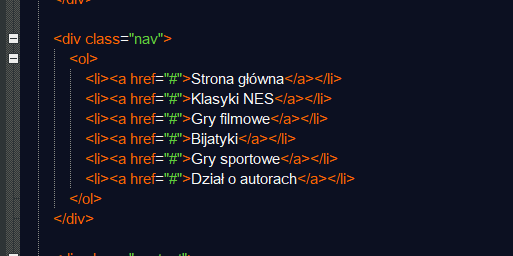 </div>
<div class="nav">
<ol>
<li><a href="#">Strona główna</a></li>
<li><a href="#">Klasyki NES</a></li>
<li><a href="#">Gry filmowe</a></li>
<li><a href="#">Bijatyki</a></li>
<li><a href="#">Gry sportowe</a></li>
<li><a href="#">Dział o autorach</a></li>
</ol>
</div>